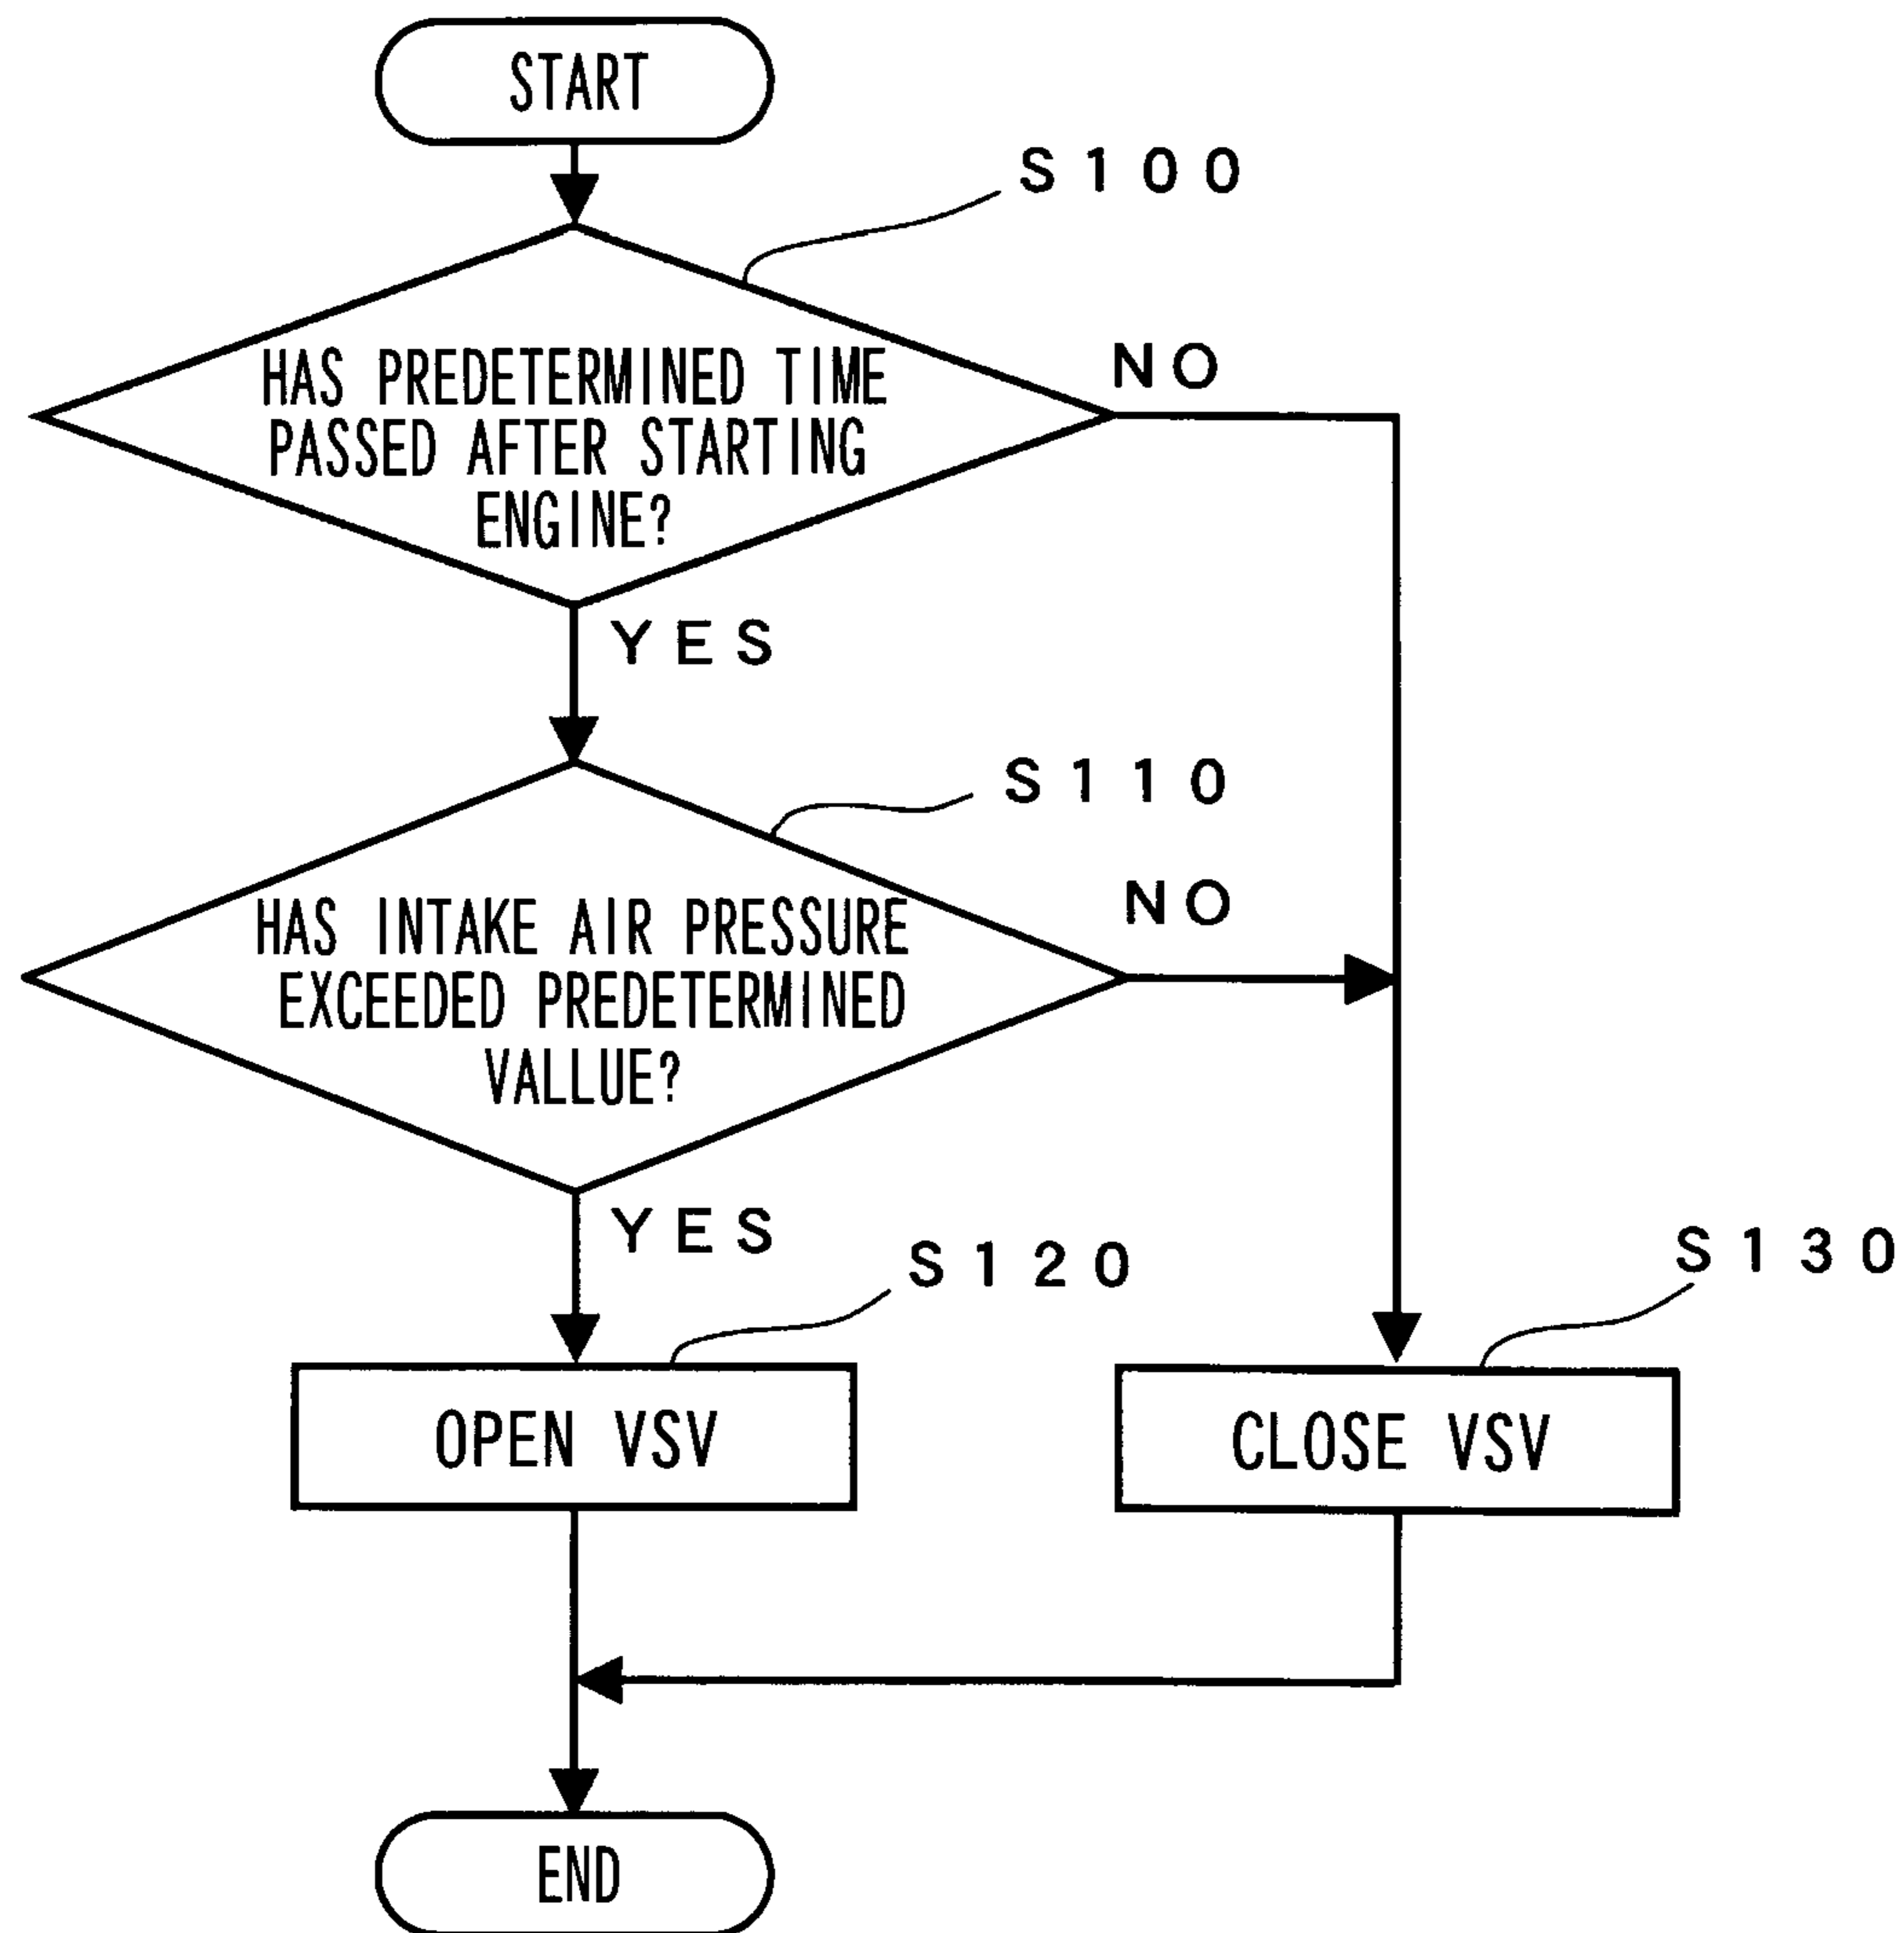 START
S100
HAS PREDETERMINED TIME
PASSED AFTER STARTING
ENGINE?
NO
YES
S110
HAS INTAKE AIR PRESSURE
EXCEEDED PREDETERMINED
VALLUE?
NO
YES
S120
S130
OPEN VSV
CLOSE VSV
END